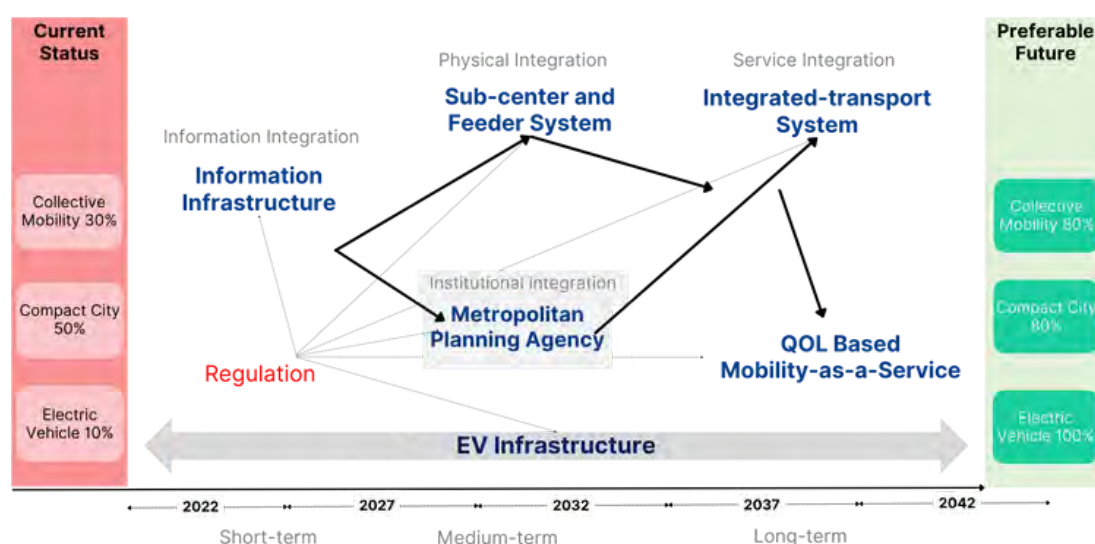 Current
Status
Collective
Mobility 30%
Compact City
50%
Electric
Vehicle 10%
Information Integration
Information
Infrastructure
Physical Integration
Sub-center and
Feeder System
Service Integration
Integrated-transport
System
Institutional Integration
Metropolitan
Planning Agency
Regulation
QOL Based
Mobility-as-a-Service
EV Infrastructure
Preferable
Future
Collective
Mobility 80%
Compact City
80%
Electric
Vehicle 100%
2022
2027
2032
2037
2042
Short-term
Medium-term
Long-term